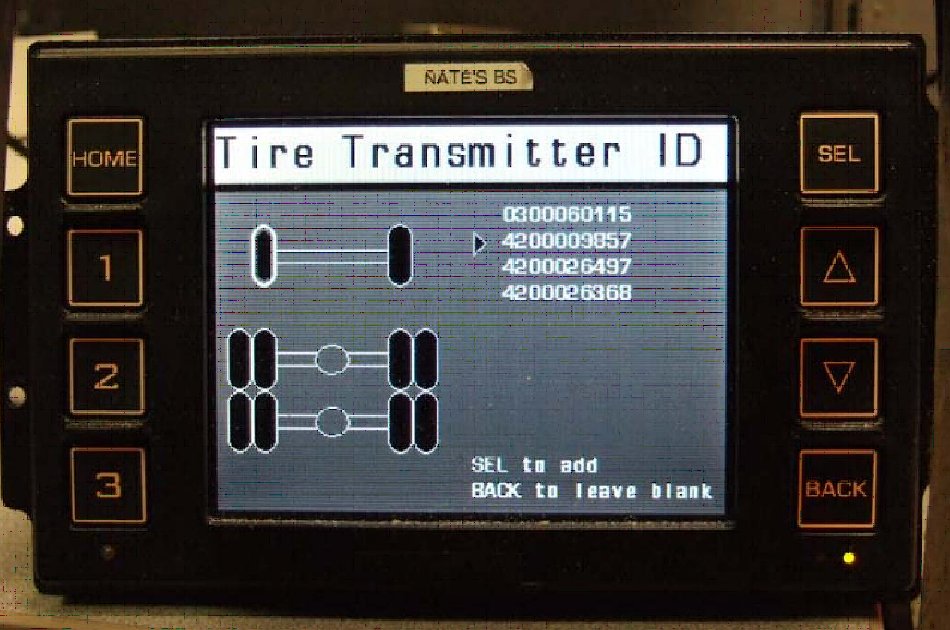 NATE'S BS
Tire Transmitter ID
HOME
1
2
3
0300060115
4200009857
4200026497
4200026368
SEL to add
BACK to leave blank
SEL
△
▽
BACK